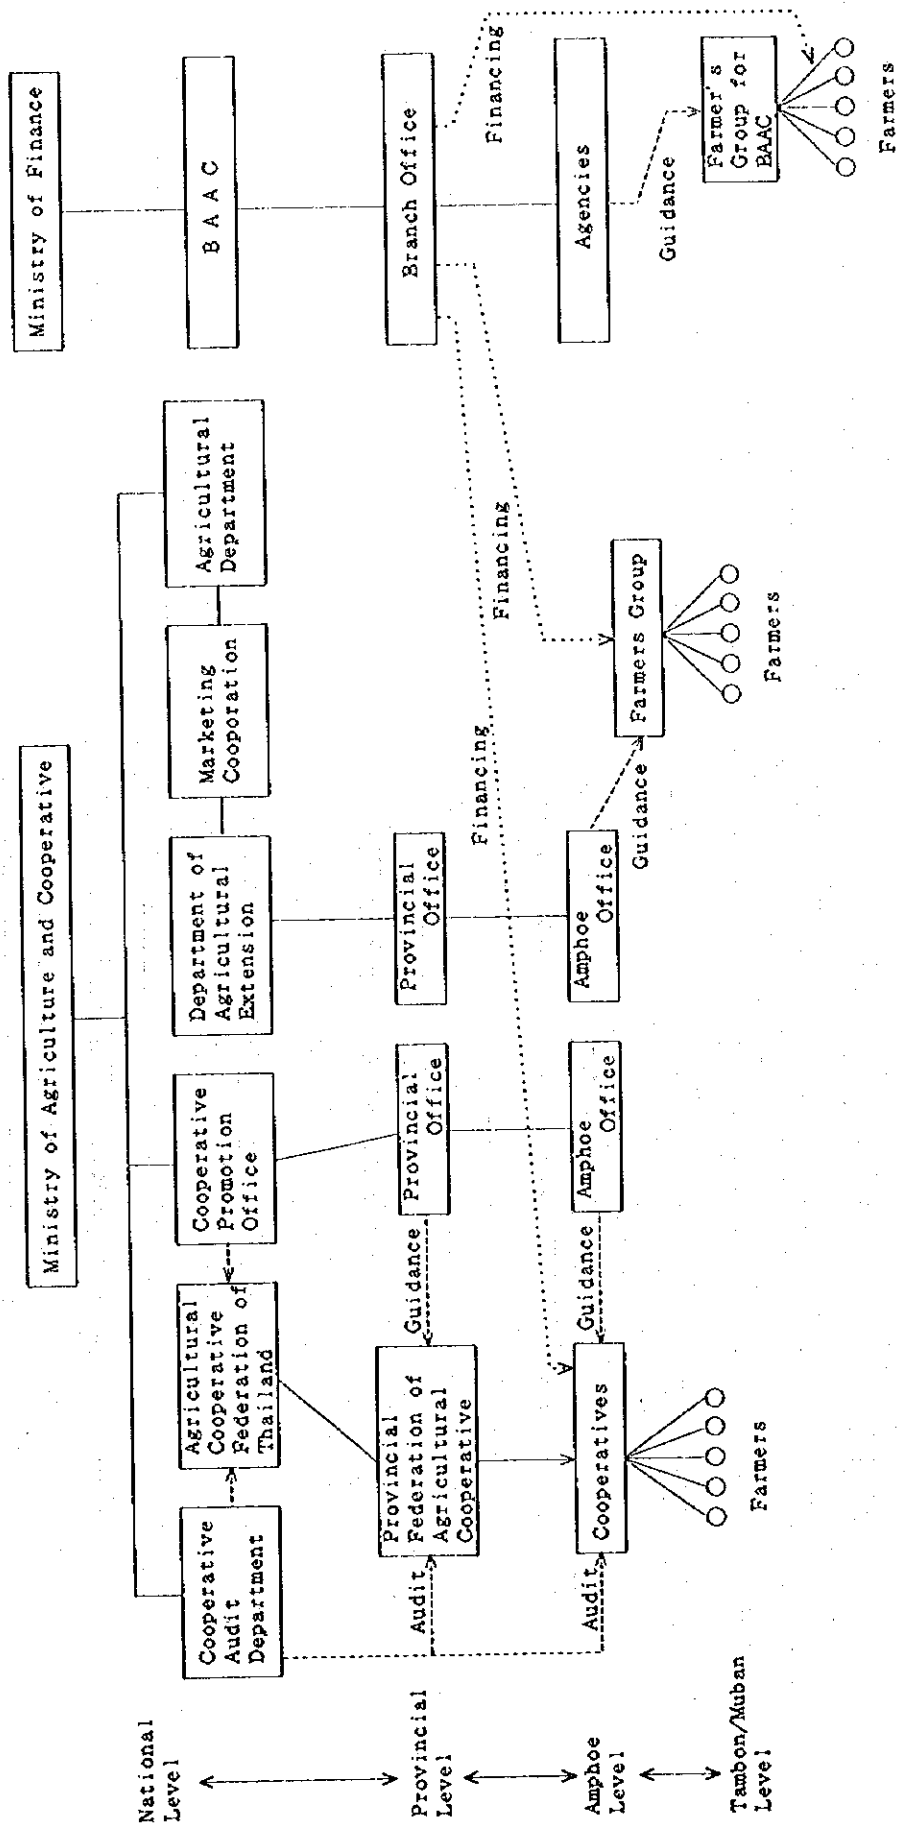 Ministry of Agriculture and Cooperative
Ministry of Finance
National
Level
Cooperative
Audit
Department
Agricultural
Cooperative
Federation of
Thailand
Cooperative
Promotion
Office
Department of
Agricultural
Extension
Marketing
Cooporation
Agricultural
Department
B A A C
Provincial
Level
Audit
Provincial
Federation of
Agricultural
Cooperative
Guidance
Provincial
Office
Provincial
Office
Financing
Financing
Branch Office
Financing
Amphoe
Level
Audit
Cooperatives
Guidance
Amphoe
Office
Amphoe
Office
Guidance
Farmers Group
Agencies
Guidance
Farmer's
Group for
BAAC
Tambon/Muban
Level
Farmers
Farmers
Farmers